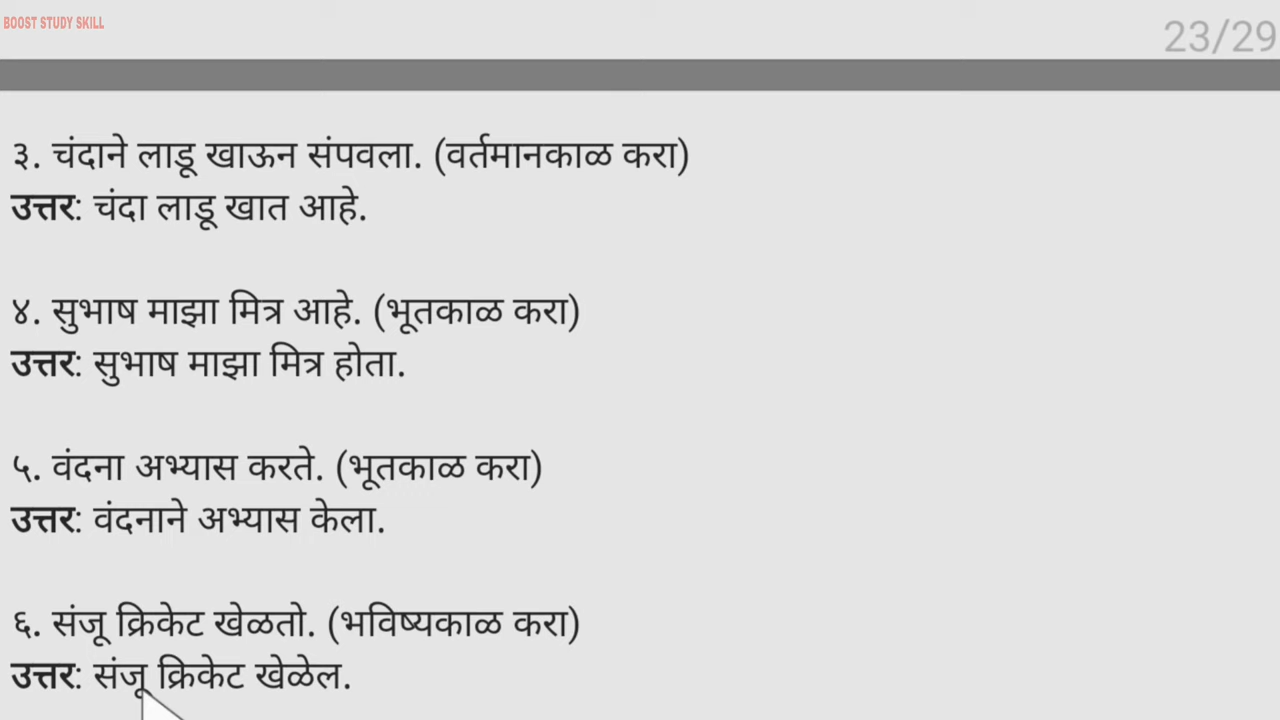 BOOST STUDY SKILL
23/29
३. चंदाने लाडू खाऊन संपवला. (वर्तमानकाळ करा)
उत्तर: चंदा लाडू खात आहे.
४. सुभाष माझा मित्र आहे. (भूतकाळ करा)
उत्तर: सुभाष माझा मित्र होता.
५. वंदना अभ्यास करते. (भूतकाळ करा)
उत्तर: वंदनाने अभ्यास केला.
६. संजू क्रिकेट खेळतो. (भविष्यकाळ करा)
उत्तर: संजू क्रिकेट खेळेल.